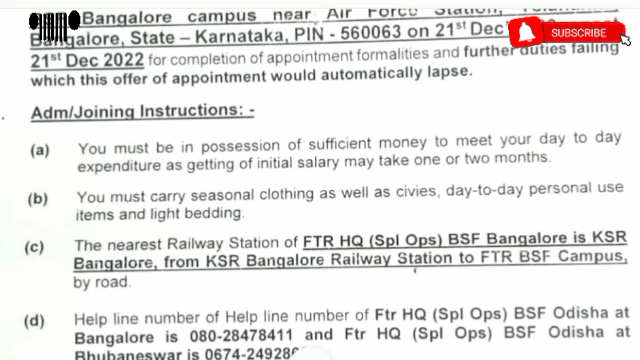 Bangalore campus near Air Force Station,
Bangalore, State – Karnataka, PIN - 560063 on 21st Dec
SUBSCRIBE
21st Dec 2022 for completion of appointment formalities and further duties failing
which this offer of appointment would automatically lapse.
Adm/Joining Instructions: -
(a) You must be in possession of sufficient money to meet your day to day
expenditure as getting of initial salary may take one or two months.
(b) You must carry seasonal clothing as well as civies, day-to-day personal use
items and light bedding.
(c) The nearest Railway Station of FTR HQ (Spl Ops) BSF Bangalore is KSR
Bangalore, from KSR Bangalore Railway Station to FTR BSF Campus,
by road.
(d) Help line number of Help line number of Ftr HQ (Spl Ops) BSF Odisha at
Bangalore is 080-28478411 and Ftr HQ (Spl Ops) BSF Odisha at
Bhubaneswar is